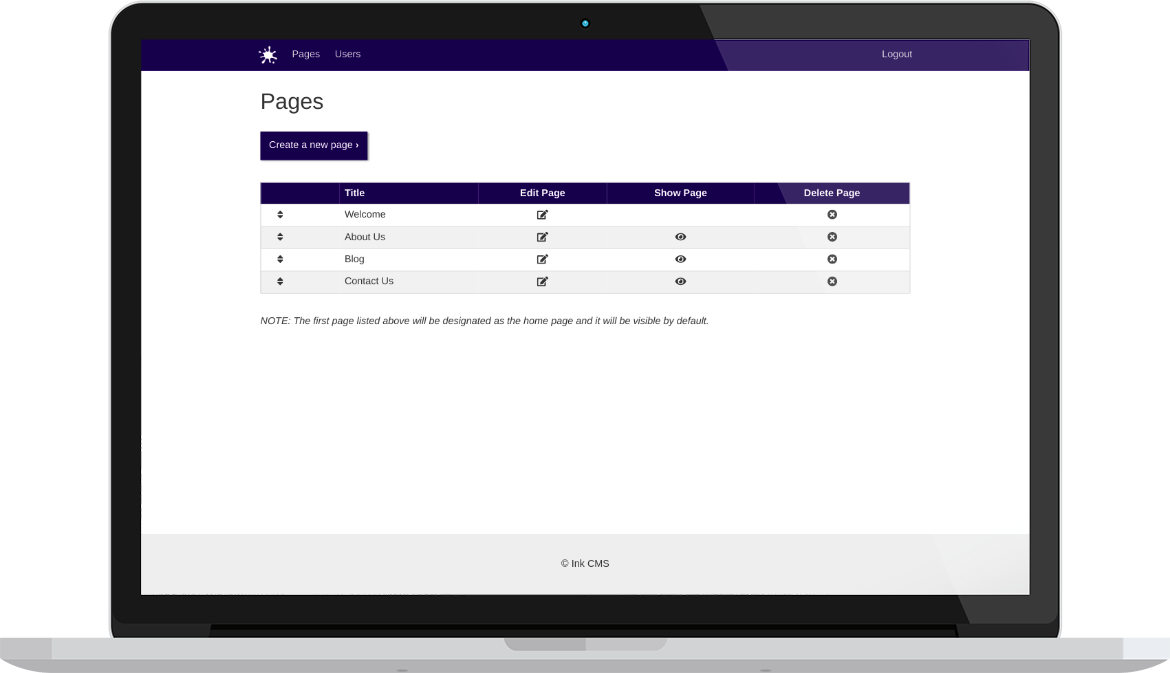 Pages Users Logout
Pages
Create a new page ›
Title Edit Page Show Page Delete Page
Welcome
About Us
Blog
Contact Us
NOTE: The first page listed above will be designated as the home page and it will be visible by default.
© Ink CMS